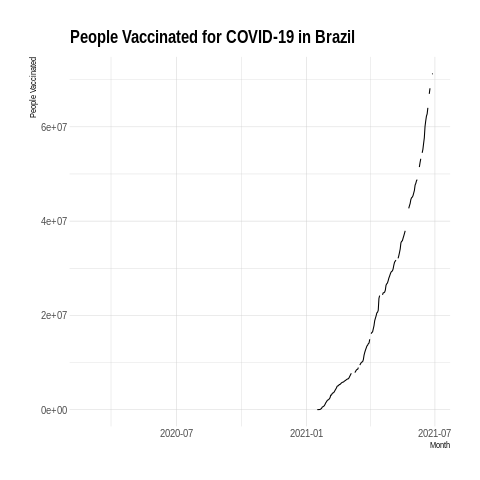 People Vaccinated for COVID-19 in Brazil
People Vaccinated
6e+07
4e+07
2e+07
0e+00
2020-07
2021-01
2021-07
Month